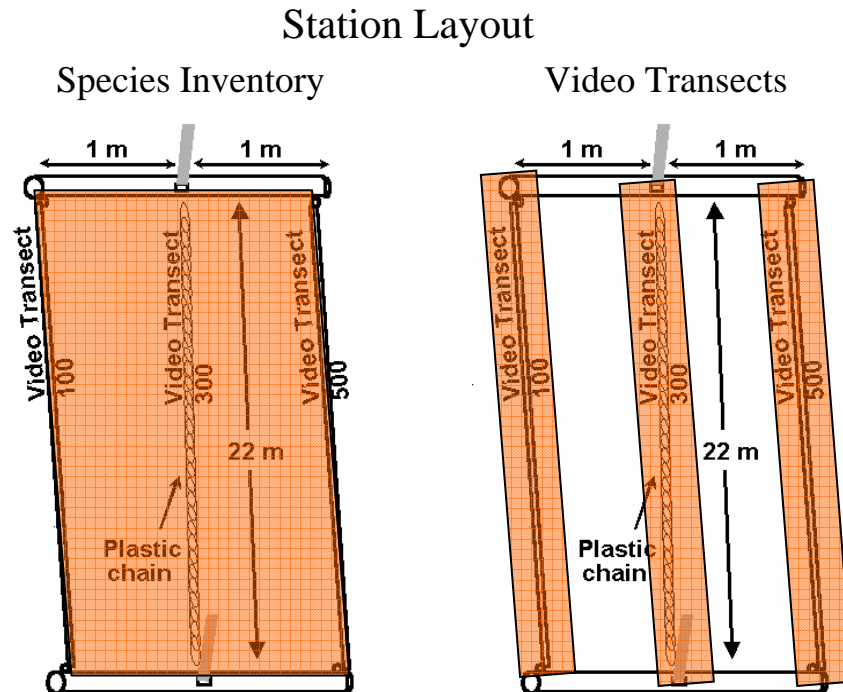 Station Layout
Species Inventory
1 m
1 m
Video Transect
100
Video Transect
300
Video Transect
500
22 m
Plastic
chain
Video Transects
1 m
1 m
Video Transect
100
Video Transect
300
Video Transect
500
22 m
Plastic
chain